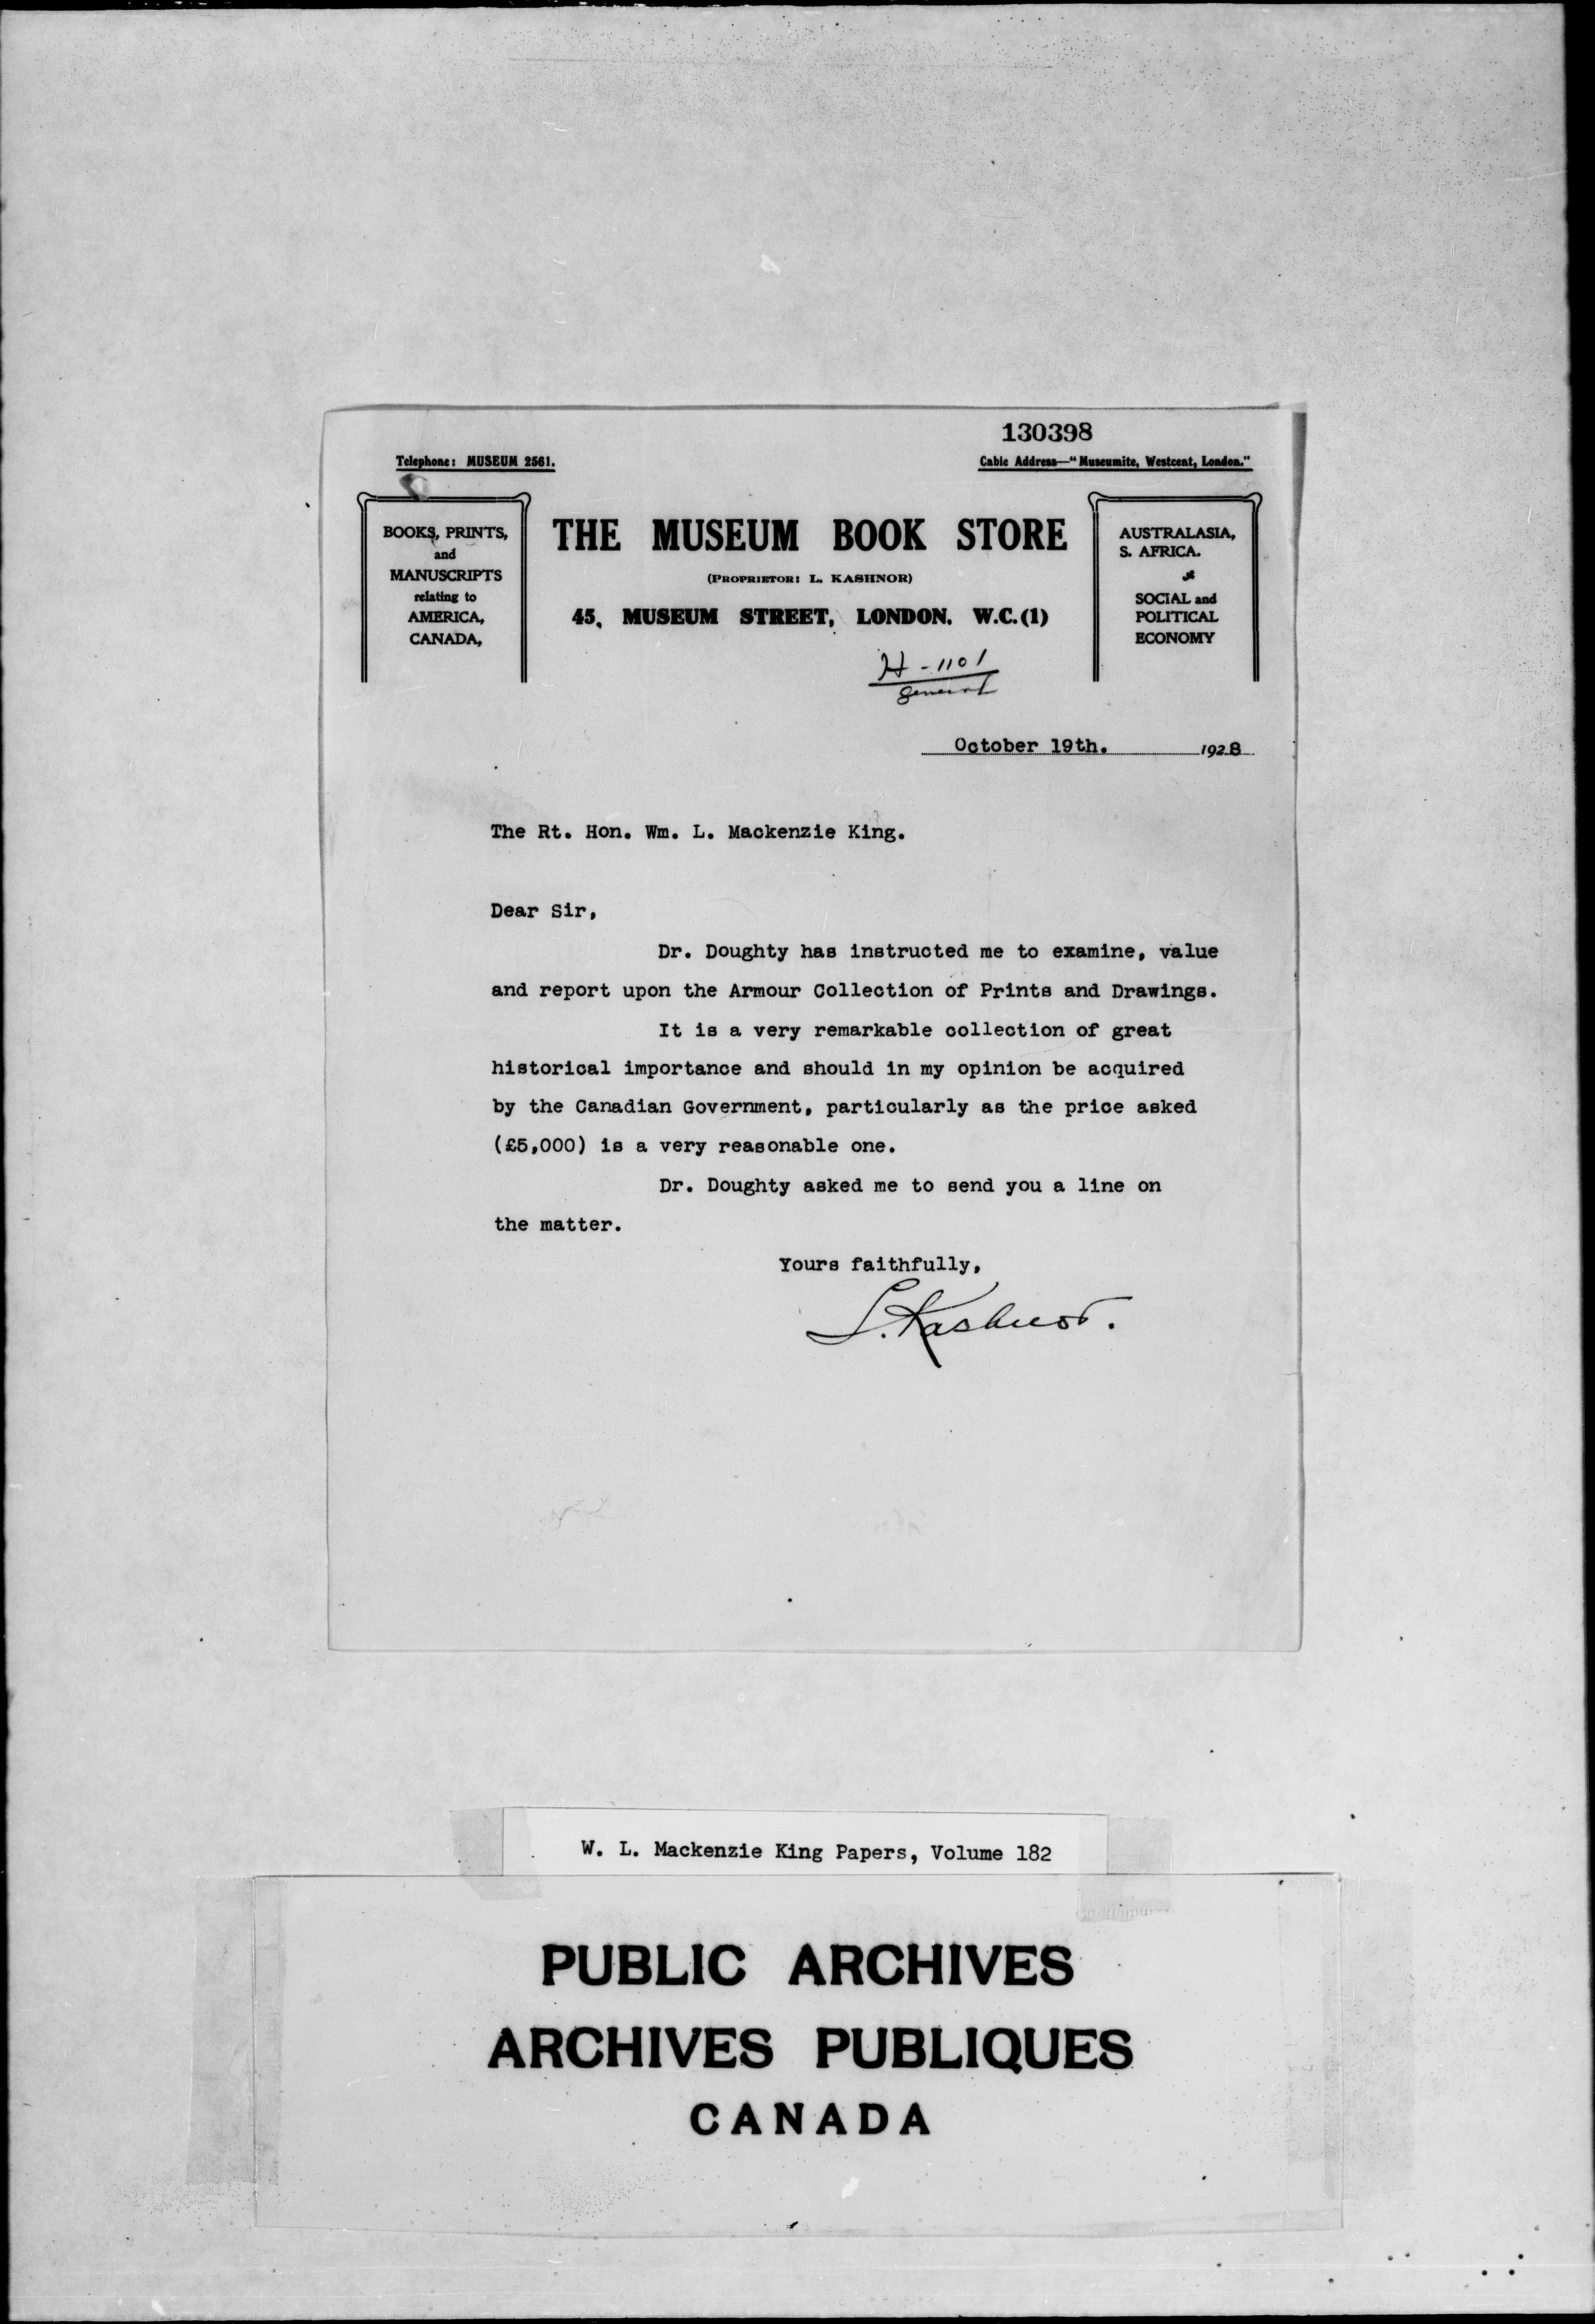 130398
Telephone: MUSEUM 2561.
Cable Address—"Museumite, Westcent, London."
BOOKS, PRINTS,
and
MANUSCRIPTS
relating to
AMERICA,
CANADA,
THE MUSEUM BOOK STORE
(PROPRIETOR: L. KASHNOR)
45, MUSEUM STREET, LONDON. W.C.(1)
AUSTRALASIA,
S. AFRICA.
SOCIAL and
POLITICAL
ECONOMY
H-1101
general
October 19th. 1928
The Rt. Hon. Wm. L. Mackenzie King.
Dear Sir,
Dr. Doughty has instructed me to examine, value
and report upon the Armour Collection of Prints and Drawings.
It is a very remarkable collection of great
historical importance and should in my opinion be acquired
by the Canadian Government, particularly as the price asked
(£5,000) is a very reasonable one.
Dr. Doughty asked me to send you a line on
the matter.
Yours faithfully,
L. Kashnor.
W. L. Mackenzie King Papers, Volume 182
PUBLIC ARCHIVES
ARCHIVES PUBLIQUES
CANADA